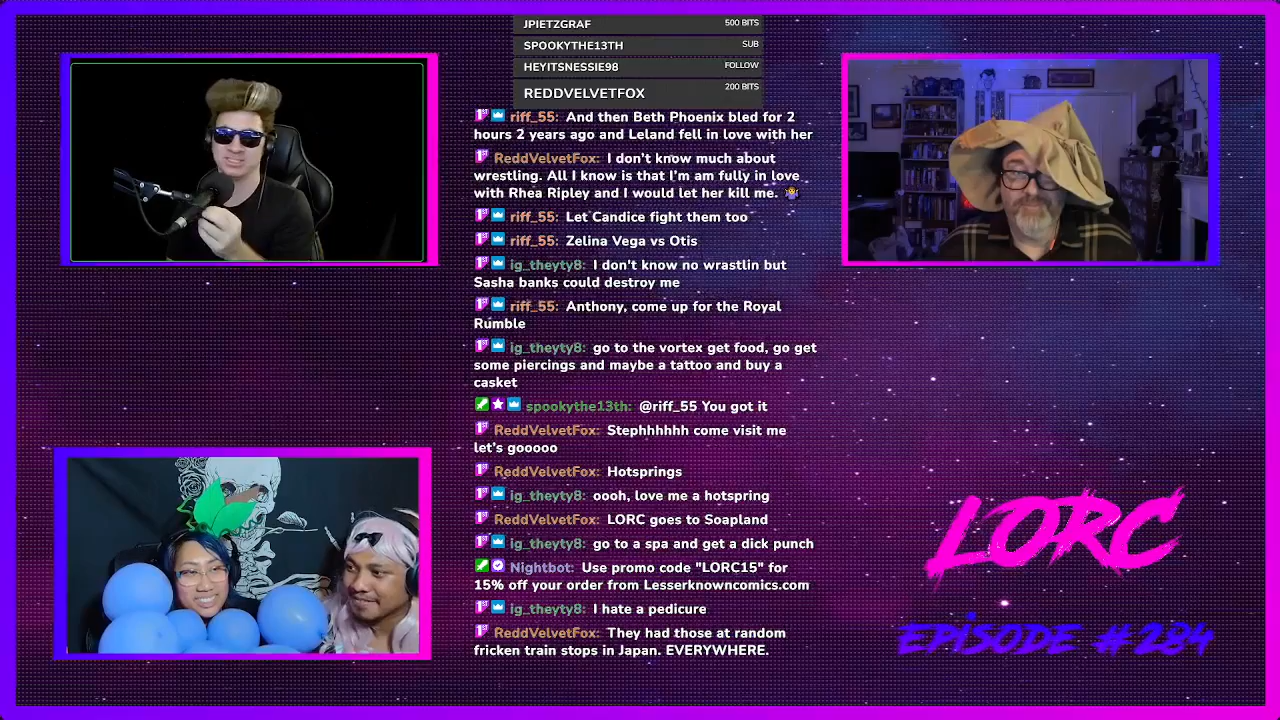 JPIETZGRAF 500 BITS
SPOOKYTHE13TH SUB
HEYITSNESSIE98 FOLLOW
REDDVELVETFOX 200 BITS
riff_55: And then Beth Phoenix bled for 2
hours 2 years ago and Leland fell in love with her
ReddVelvetFox: I don't know much about
wrestling. All I know is that I'm am fully in love
with Rhea Ripley and I would let her kill me.
riff_55: Let Candice fight them too
riff_55: Zelina Vega vs Otis
ig_theyty8: I don't know no wrastlin but
Sasha banks could destroy me
riff_55: Anthony, come up for the Royal
Rumble
ig_theyty8: go to the vortex get food, go get
some piercings and maybe a tattoo and buy a
casket
spookythe13th: @riff_55 You got it
ReddVelvetFox: Stephhhhhh come visit me
let's gooooo
ReddVelvetFox: Hotsprings
ig_theyty8: oooh, love me a hotspring
ReddVelvetFox: LORC goes to Soapland
ig_theyty8: go to a spa and get a dick punch
Nightbot: Use promo code "LORC15" for
15% off your order from Lesserknowncomics.com
ig_theyty8: I hate a pedicure
ReddVelvetFox: They had those at random
fricken train stops in Japan. EVERYWHERE.
LORC
EPISODE #284